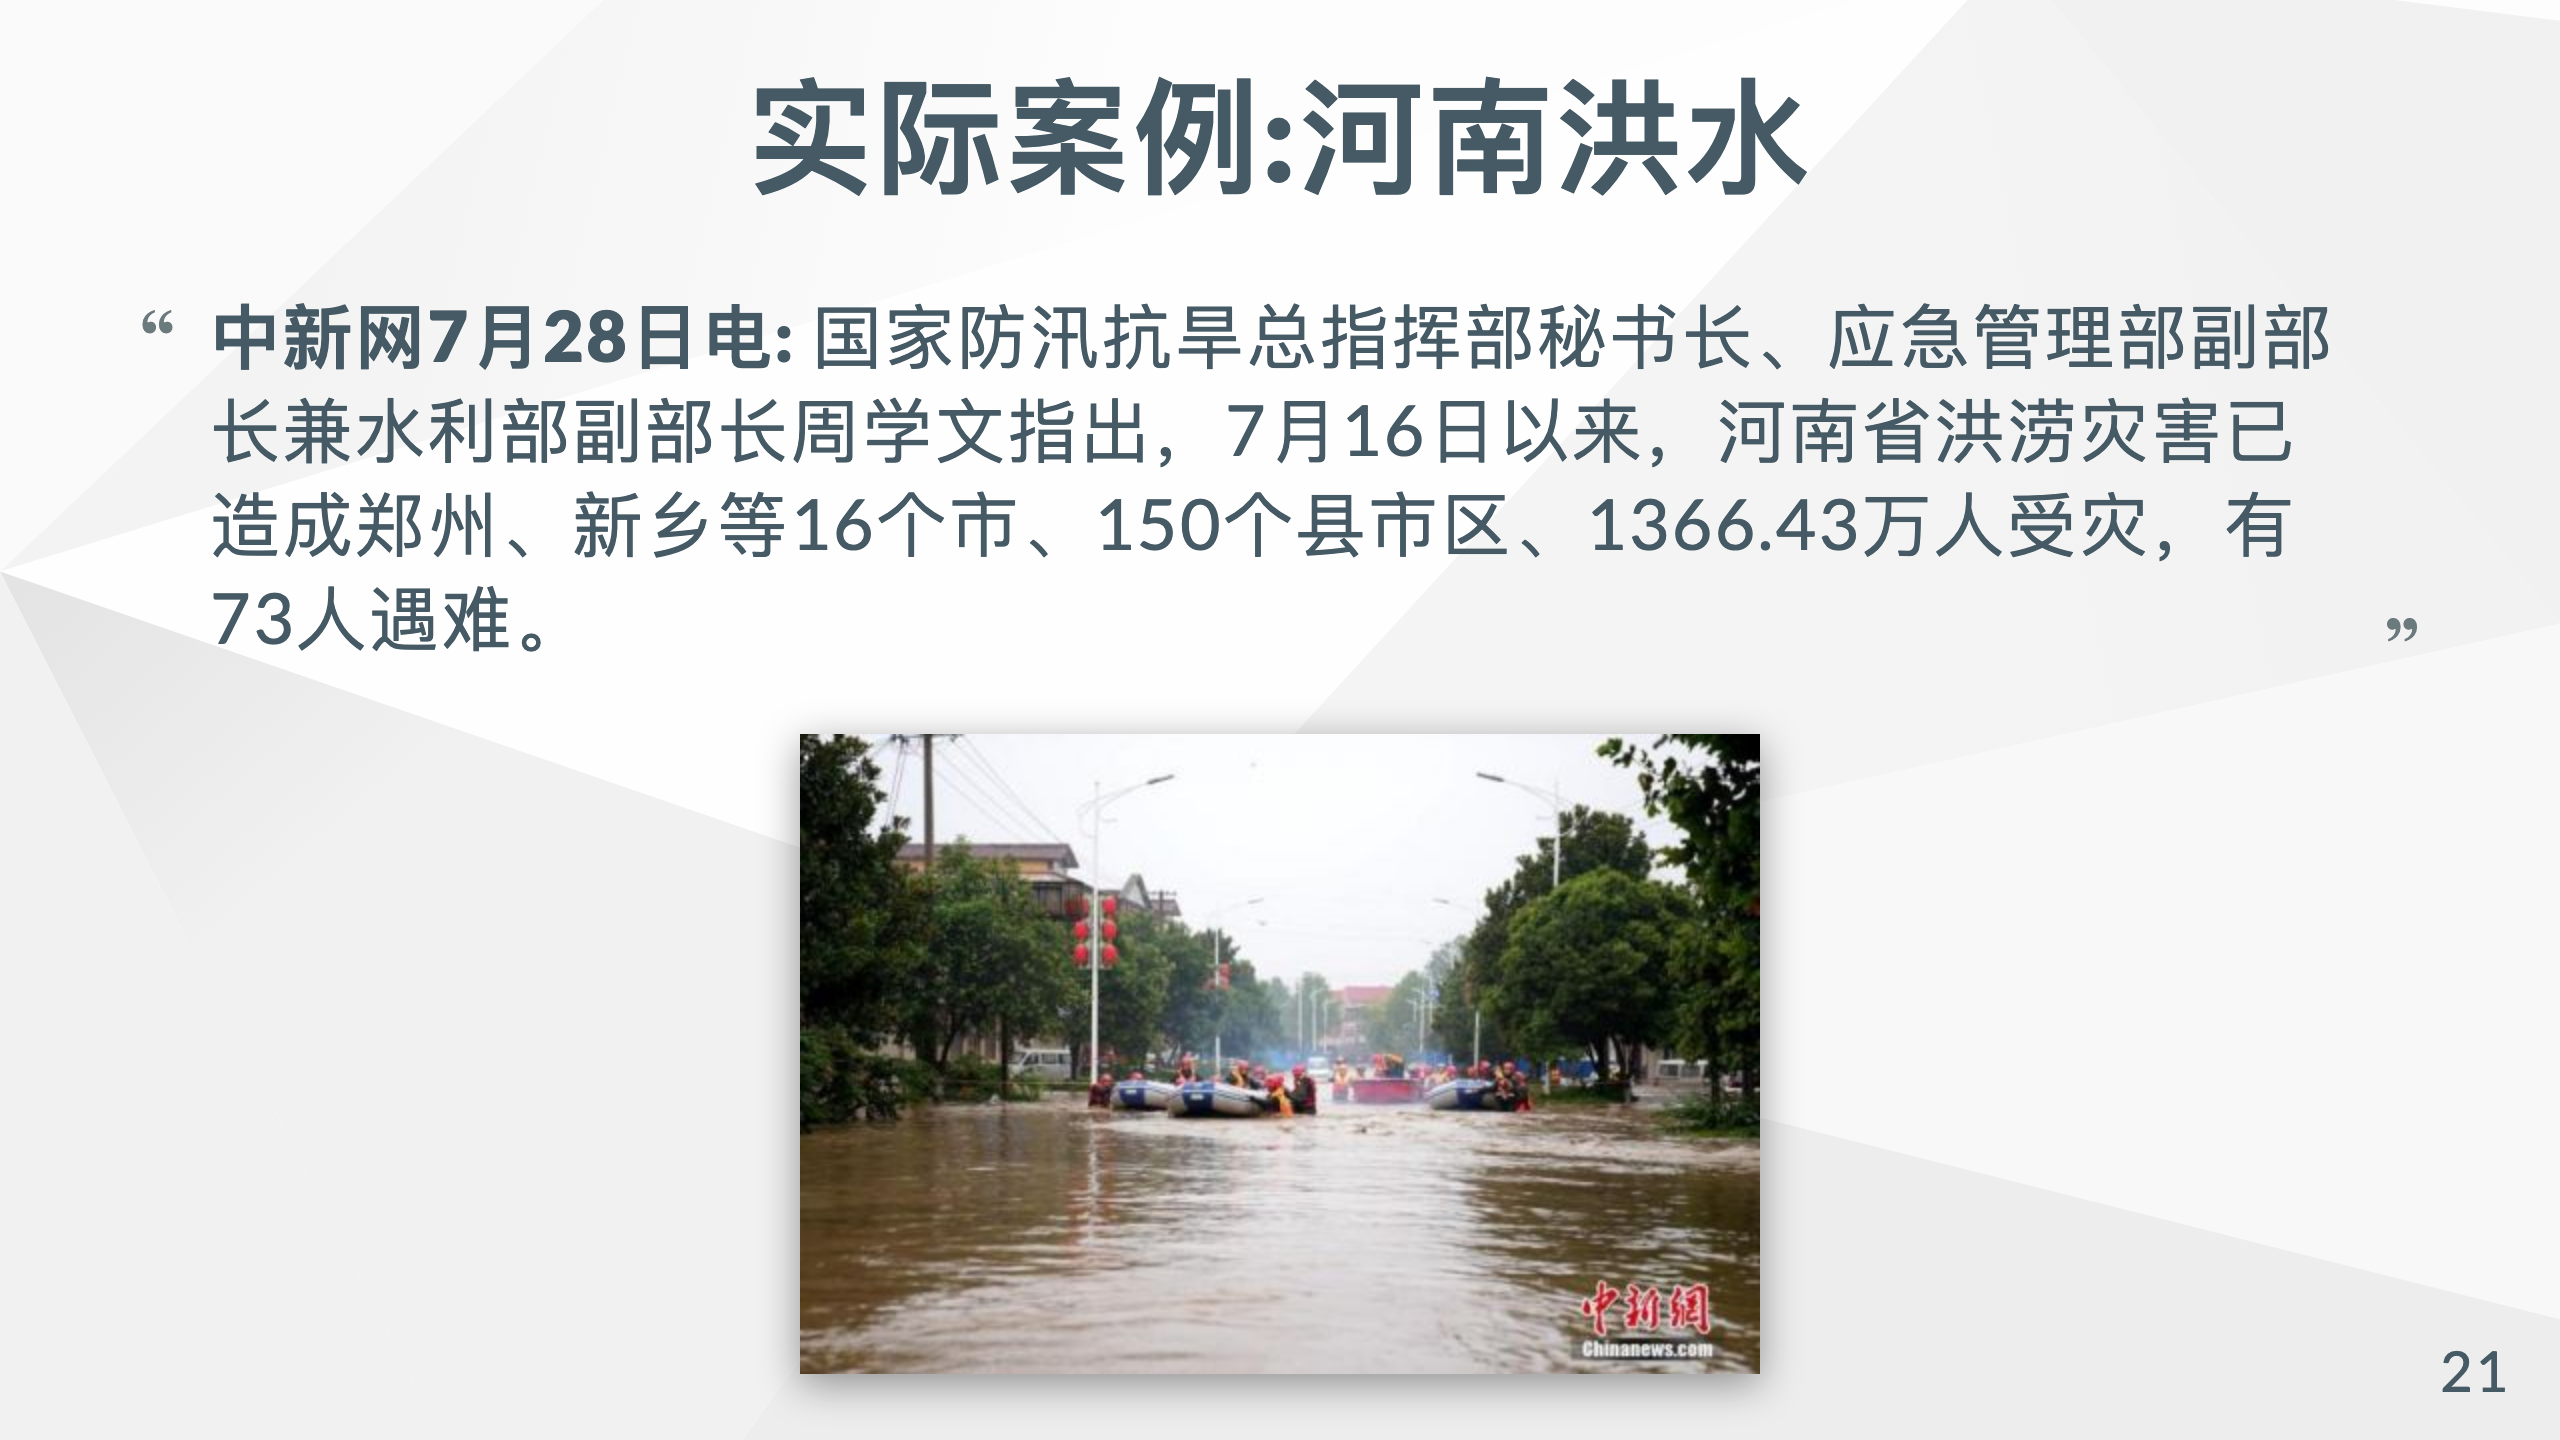 实际案例:河南洪水
“ 中新网7月28日电: 国家防汛抗旱总指挥部秘书长、应急管理部副部
长兼水利部副部长周学文指出，7月16日以来，河南省洪涝灾害已
造成郑州、新乡等16个市、150个县市区、1366.43万人受灾，有
73人遇难。 ”
中新網
Chinanews.com
21